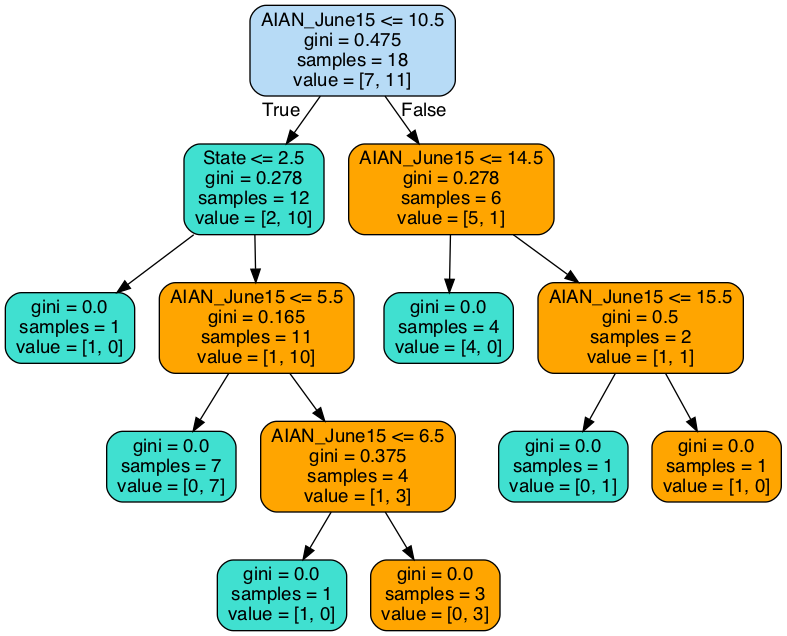 AIAN_June15 <= 10.5
gini = 0.475
samples = 18
value = [7, 11]
True
False
State <= 2.5
gini = 0.278
samples = 12
value = [2, 10]
AIAN_June15 <= 14.5
gini = 0.278
samples = 6
value = [5, 1]
gini = 0.0
samples = 1
value = [1, 0]
AIAN_June15 <= 5.5
gini = 0.165
samples = 11
value = [1, 10]
gini = 0.0
samples = 4
value = [4, 0]
AIAN_June15 <= 15.5
gini = 0.5
samples = 2
value = [1, 1]
gini = 0.0
samples = 7
value = [0, 7]
AIAN_June15 <= 6.5
gini = 0.375
samples = 4
value = [1, 3]
gini = 0.0
samples = 1
value = [0, 1]
gini = 0.0
samples = 1
value = [1, 0]
gini = 0.0
samples = 1
value = [1, 0]
gini = 0.0
samples = 3
value = [0, 3]